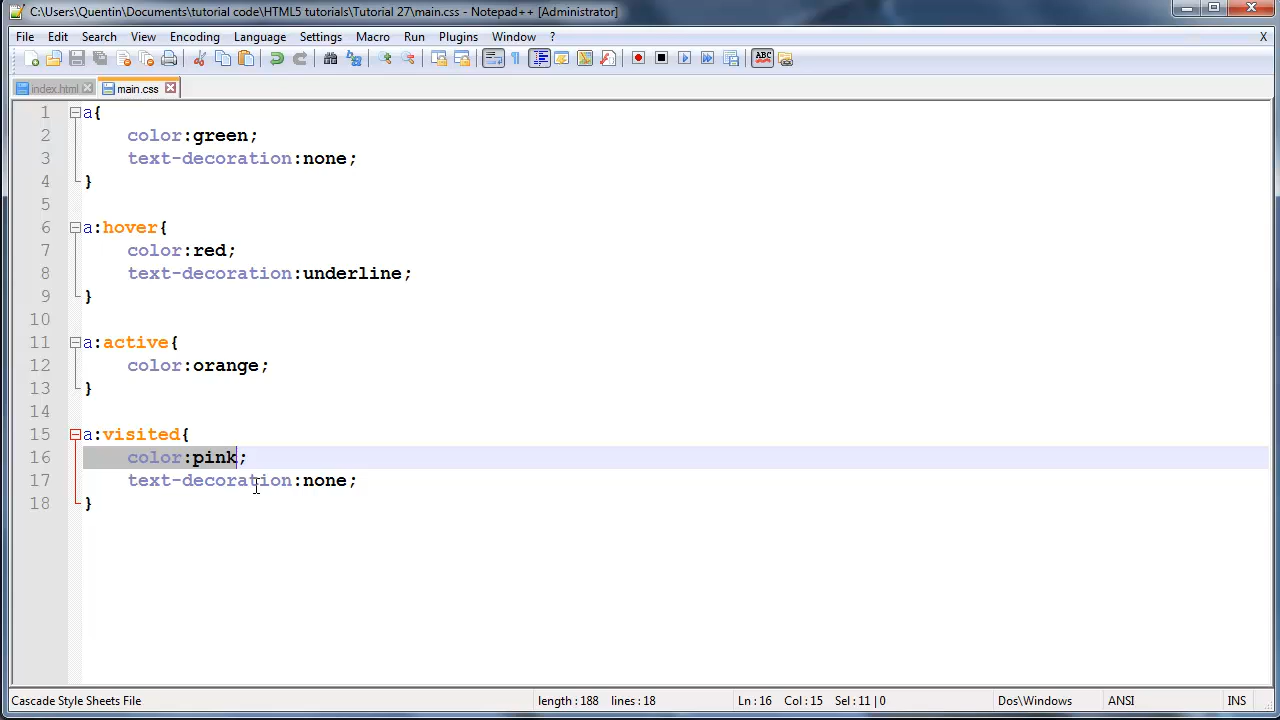 C:\Users\Quentin\Documents\tutorial code\HTML5 tutorials\Tutorial 27\main.css - Notepad++ [Administrator]
File Edit Search View Encoding Language Settings Macro Run Plugins Window ? X
ABC
index.html main.css
1 a{
2 color:green;
3 text-decoration:none;
4 }
5
6 a:hover{
7 color:red;
8 text-decoration:underline;
9 }
10
11 a:active{
12 color:orange;
13 }
14
15 a:visited{
16 color:pink;
17 text-decoration:none;
18 }
Cascade Style Sheets File length : 188 lines : 18 Ln : 16 Col : 15 Sel : 11 | 0 Dos\Windows ANSI INS